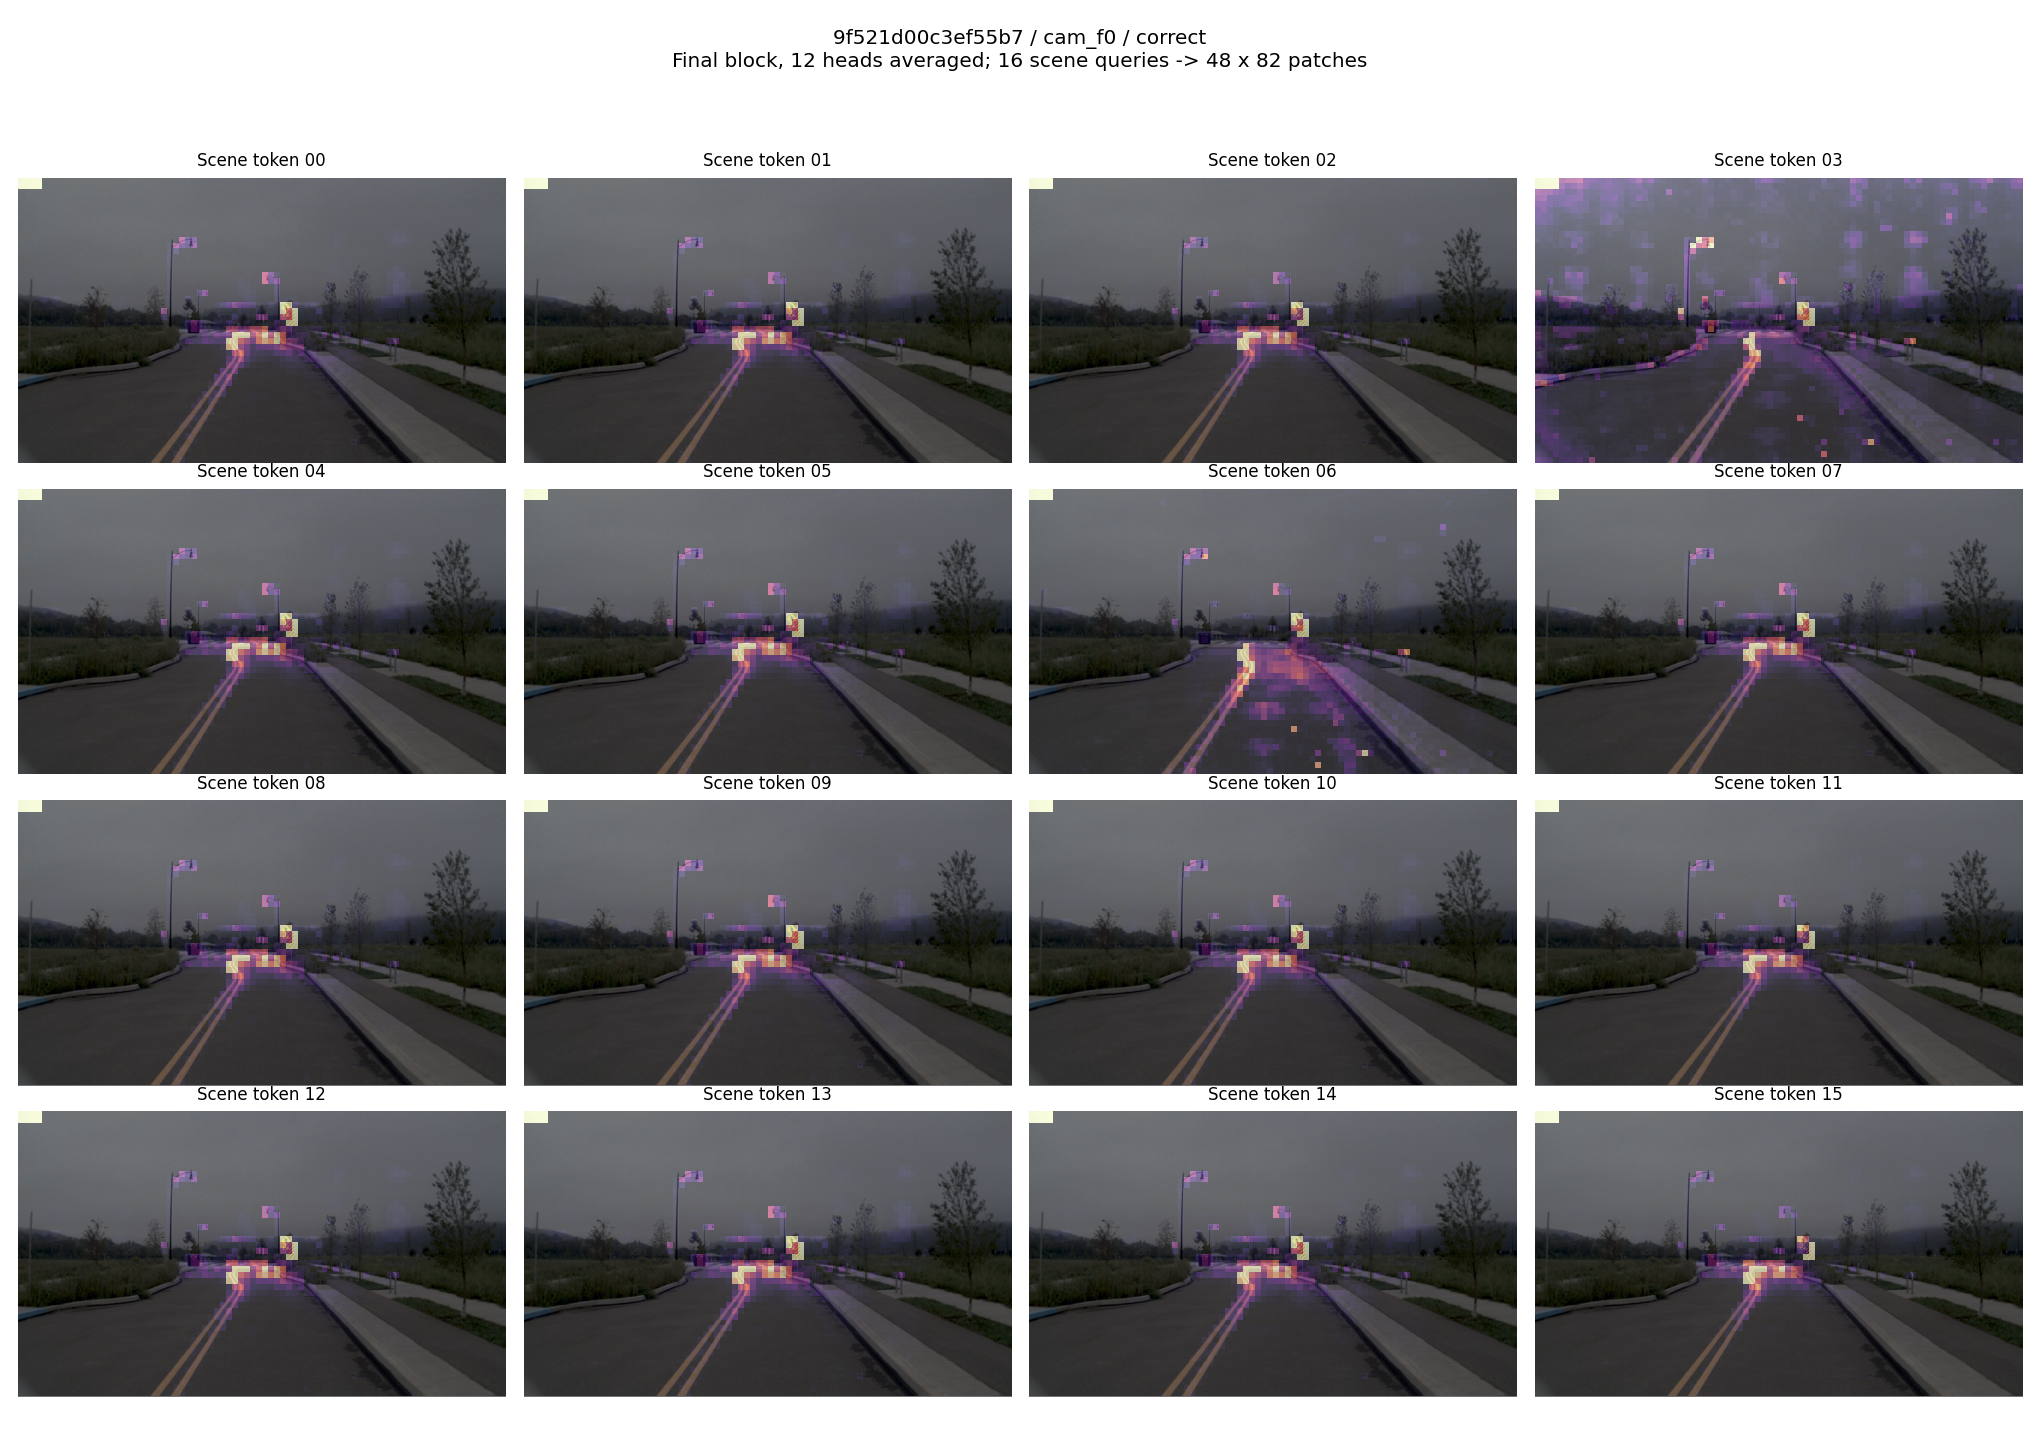 9f521d00c3ef55b7 / cam_f0 / correct
Final block, 12 heads averaged; 16 scene queries -> 48 x 82 patches
Scene token 00
Scene token 01
Scene token 02
Scene token 03
Scene token 04
Scene token 05
Scene token 06
Scene token 07
Scene token 08
Scene token 09
Scene token 10
Scene token 11
Scene token 12
Scene token 13
Scene token 14
Scene token 15